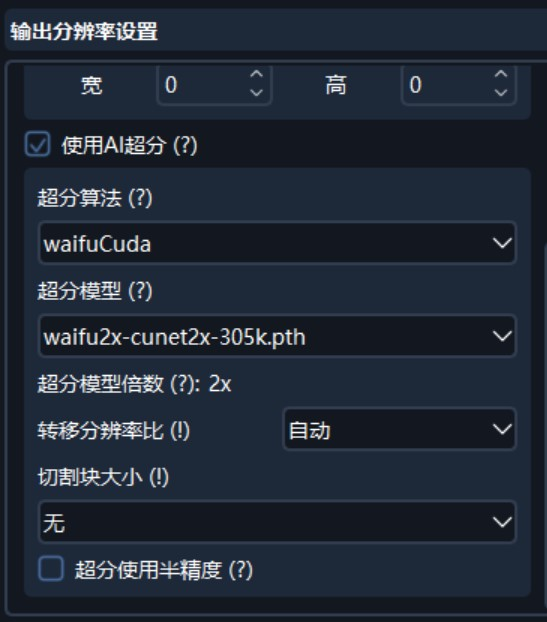 输出分辨率设置
宽 0 高 0
使用AI超分 (?)
超分算法 (?)
waifuCuda
超分模型 (?)
waifu2x-cunet2x-305k.pth
超分模型倍数 (?): 2x
转移分辨率比 (!) 自动
切割块大小 (!)
无
超分使用半精度 (?)